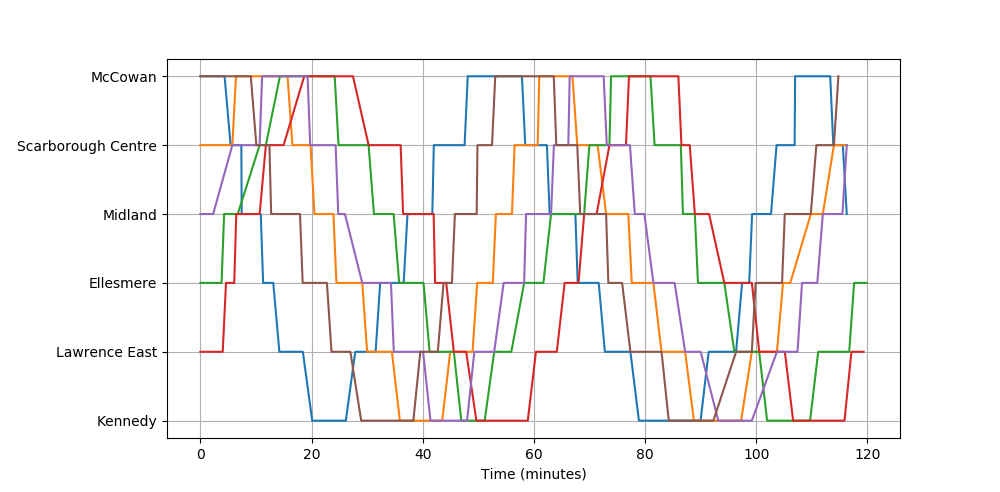 McCowan
Scarborough Centre
Midland
Ellesmere
Lawrence East
Kennedy
0 20 40 60 80 100 120
Time (minutes)